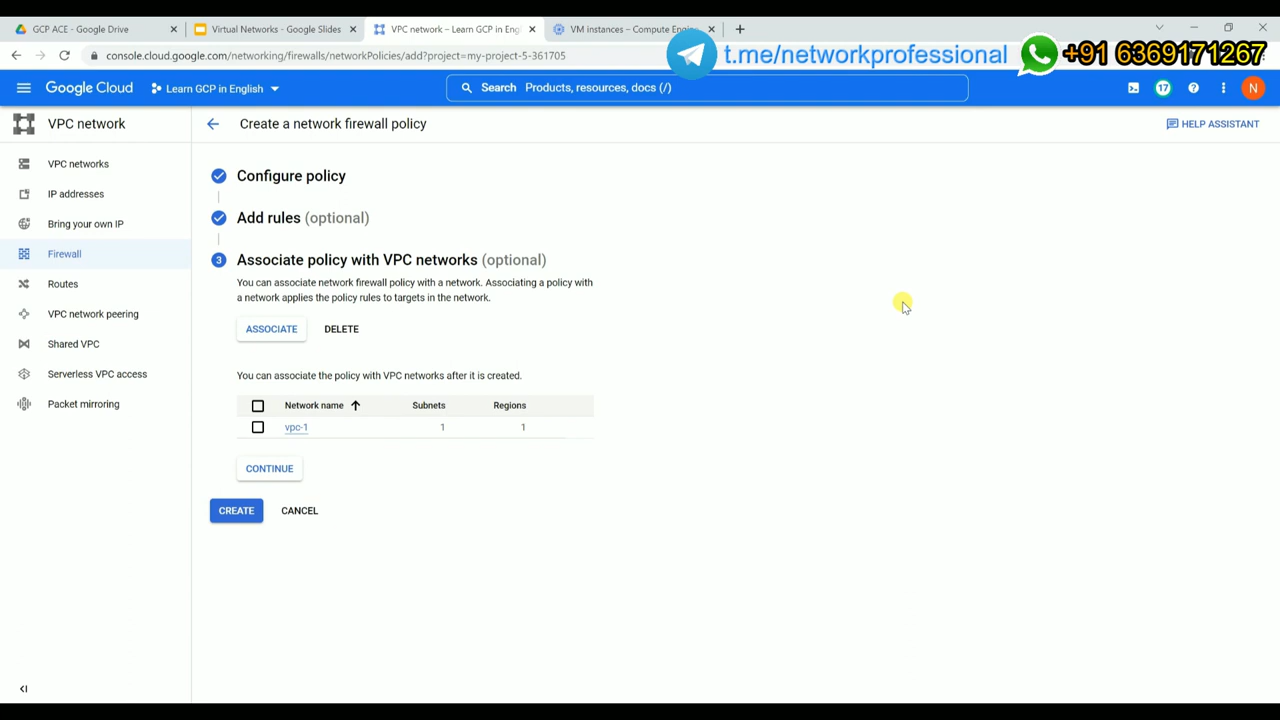 GCP ACE - Google Drive
Virtual Networks - Google Slides
VPC network – Learn GCP in Engl
VM instances – Compute Engin
console.cloud.google.com/networking/firewalls/networkPolicies/add?project=my-project-5-361705
t.me/networkprofessional
+91 6369171267
Google Cloud
Learn GCP in English
Search Products, resources, docs (/)
17
N
VPC network
Create a network firewall policy
HELP ASSISTANT
VPC networks
IP addresses
Bring your own IP
Firewall
Routes
VPC network peering
Shared VPC
Serverless VPC access
Packet mirroring
Configure policy
Add rules (optional)
3 Associate policy with VPC networks (optional)
You can associate network firewall policy with a network. Associating a policy with
a network applies the policy rules to targets in the network.
ASSOCIATE DELETE
You can associate the policy with VPC networks after it is created.
Network name Subnets Regions
vpc-1 1 1
CONTINUE
CREATE CANCEL